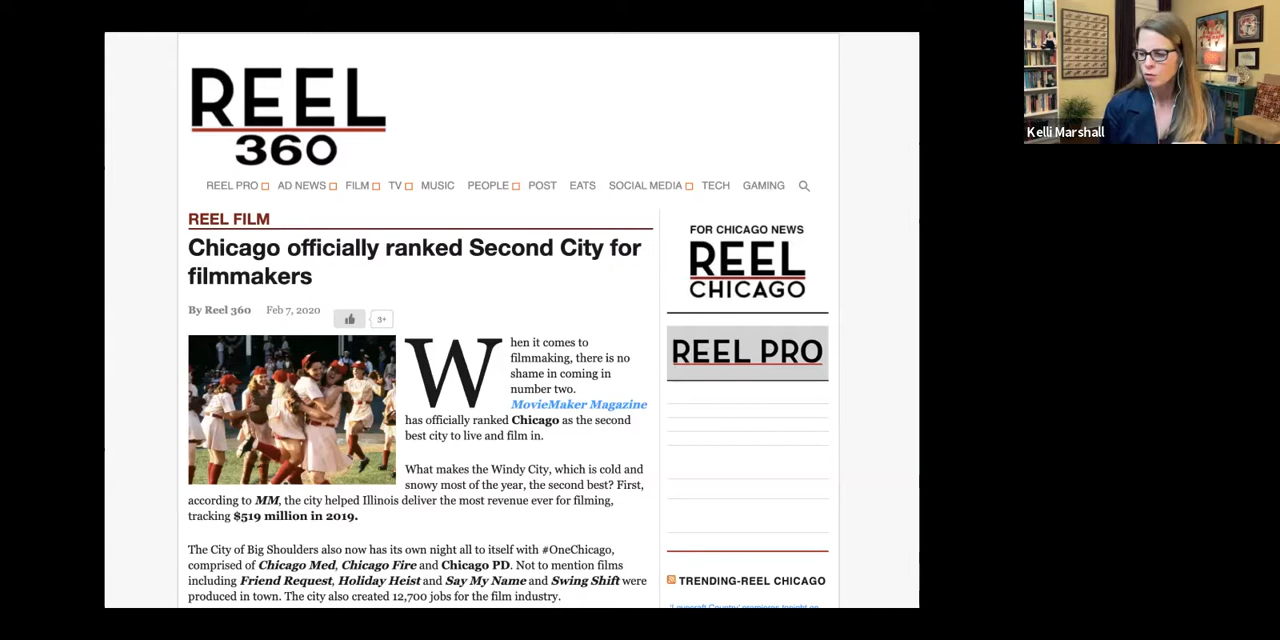 REEL
360
REEL PRO AD NEWS FILM TV MUSIC PEOPLE POST EATS SOCIAL MEDIA TECH GAMING
REEL FILM
Chicago officially ranked Second City for
filmmakers
By Reel 360 Feb 7, 2020
3+
When it comes to
filmmaking, there is no
shame in coming in
number two.
MovieMaker Magazine
has officially ranked Chicago as the second
best city to live and film in.
What makes the Windy City, which is cold and
snowy most of the year, the second best? First,
according to MM, the city helped Illinois deliver the most revenue ever for filming,
tracking $519 million in 2019.
The City of Big Shoulders also now has its own night all to itself with #OneChicago,
comprised of Chicago Med, Chicago Fire and Chicago PD. Not to mention films
including Friend Request, Holiday Heist and Say My Name and Swing Shift were
produced in town. The city also created 12,700 jobs for the film industry.
FOR CHICAGO NEWS
REEL
CHICAGO
REEL PRO
TRENDING-REEL CHICAGO
Kelli Marshall